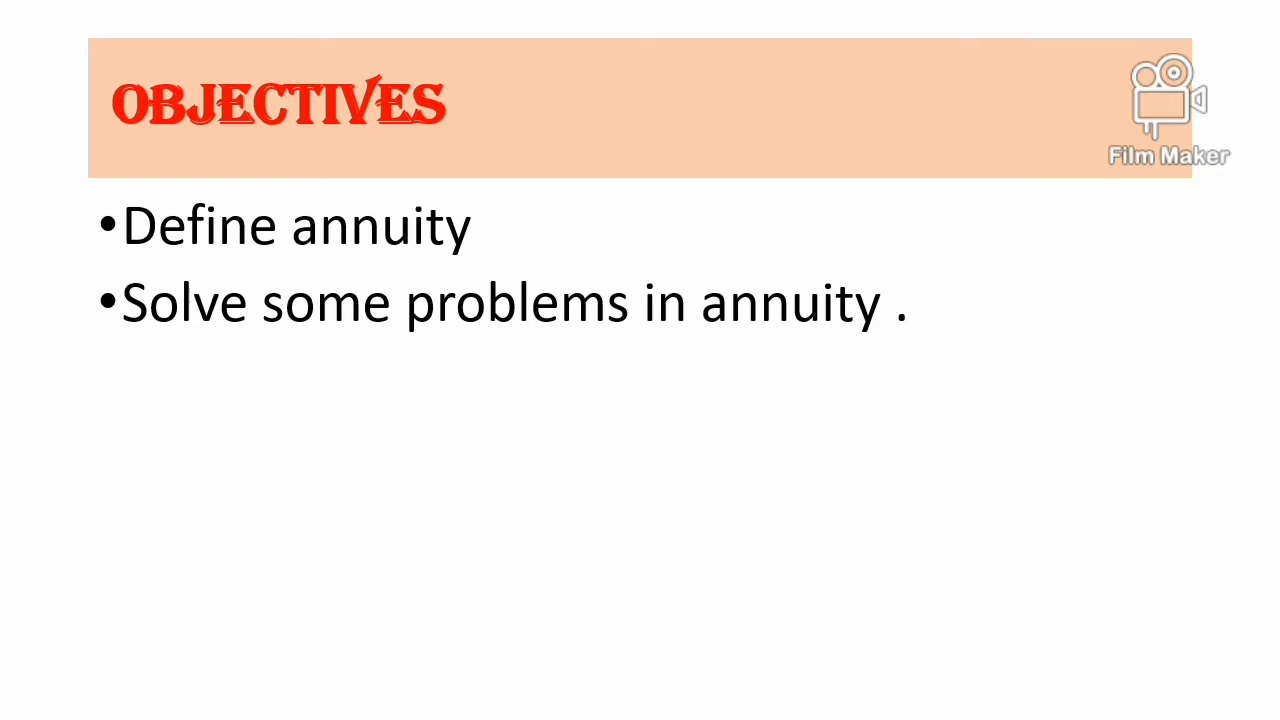 OBJECTIVES
Film Maker
•Define annuity
•Solve some problems in annuity .